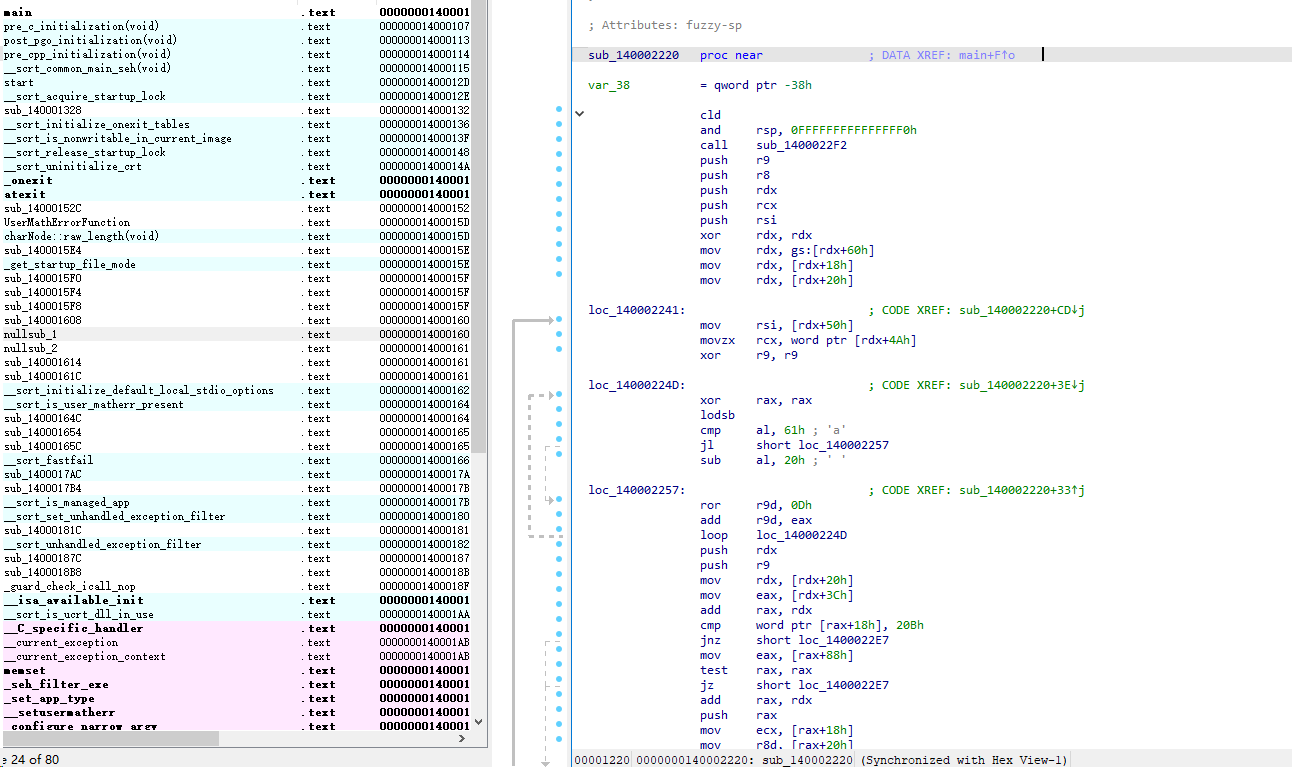 main .text 0000000140001
pre_c_initialization(void) .text 00000001400107
post_pgo_initialization(void) .text 00000001400113
pre_cpp_initialization(void) .text 00000001400114
__scrt_common_main_seh(void) .text 00000001400115
start .text 00000001400012D
__scrt_acquire_startup_lock .text 00000001400012E
sub_140001328 .text 000000014000132
__scrt_initialize_onexit_tables .text 000000014000136
__scrt_is_nonwritable_in_current_image .text 00000001400013F
__scrt_release_startup_lock .text 000000014000148
__scrt_uninitialize_crt .text 00000001400014A
_onexit .text 0000000140001
atexit .text 0000000140001
sub_14000152C .text 000000014000152
UserMathErrorFunction .text 00000001400015D
charNode::raw_length(void) .text 00000001400015D
sub_1400015E4 .text 00000001400015E
_get_startup_file_mode .text 00000001400015E
sub_1400015F0 .text 00000001400015F
sub_1400015F4 .text 00000001400015F
sub_1400015F8 .text 00000001400015F
sub_140001608 .text 000000014000160
nullsub_1 .text 000000014000160
nullsub_2 .text 000000014000161
sub_140001614 .text 000000014000161
sub_14000161C .text 000000014000161
__scrt_initialize_default_local_stdio_options .text 000000014000162
__scrt_is_user_matherr_present .text 000000014000164
sub_14000164C .text 000000014000164
sub_140001654 .text 000000014000165
sub_14000165C .text 000000014000165
__scrt_fastfail .text 000000014000166
sub_1400017AC .text 00000001400017A
sub_1400017B4 .text 00000001400017B
__scrt_is_managed_app .text 00000001400017B
__scrt_set_unhandled_exception_filter .text 000000014000180
sub_14000181C .text 000000014000181
__scrt_unhandled_exception_filter .text 000000014000182
sub_14000187C .text 000000014000187
sub_1400018B8 .text 00000001400018B
_guard_check_icall_nop .text 00000001400018F
__isa_available_init .text 0000000140001
__scrt_is_ucrt_dll_in_use .text 0000000140001AA
__C_specific_handler .text 0000000140001
__current_exception .text 0000000140001AB
__current_exception_context .text 0000000140001AB
memset .text 0000000140001
_seh_filter_exe .text 0000000140001
_set_app_type .text 0000000140001
__setusermatherr .text 0000000140001
_configure_narrow_argv .text 0000000140001
e 24 of 80
; Attributes: fuzzy-sp
sub_140002220 proc near ; DATA XREF: main+F↑o
var_38 = qword ptr -38h
cld
and rsp, 0FFFFFFFFFFFFFFF0h
call sub_1400022F2
push r9
push r8
push rdx
push rcx
push rsi
xor rdx, rdx
mov rdx, gs:[rdx+60h]
mov rdx, [rdx+18h]
mov rdx, [rdx+20h]
loc_140002241: ; CODE XREF: sub_140002220+CD↓j
mov rsi, [rdx+50h]
movzx rcx, word ptr [rdx+4Ah]
xor r9, r9
loc_14000224D: ; CODE XREF: sub_140002220+3E↓j
xor rax, rax
lodsb
cmp al, 61h ; 'a'
jl short loc_140002257
sub al, 20h ; ' '
loc_140002257: ; CODE XREF: sub_140002220+33↑j
ror r9d, 0Dh
add r9d, eax
loop loc_14000224D
push rdx
push r9
mov rdx, [rdx+20h]
mov eax, [rdx+3Ch]
add rax, rdx
cmp word ptr [rax+18h], 20Bh
jnz short loc_1400022E7
mov eax, [rax+88h]
test rax, rax
jz short loc_1400022E7
add rax, rdx
push rax
mov ecx, [rax+18h]
mov r8d, [rax+20h]
00001220 0000000140002220: sub_140002220 (Synchronized with Hex View-1)